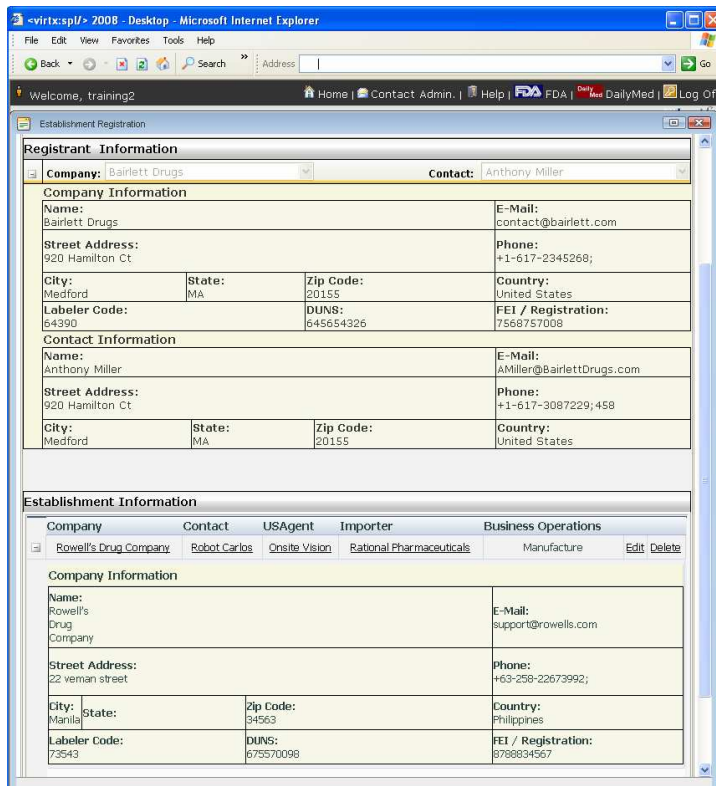 <virtx:spl/> 2008 - Desktop - Microsoft Internet Explorer
File Edit View Favorites Tools Help
Back Search » Address Go
Welcome, training2 Home | Contact Admin. | Help | FDA FDA | DailyMed DailyMed | Log Of
Establishment Registration
Registrant Information
Company: Bairlett Drugs Contact: Anthony Miller
Company Information
Name: E-Mail:
Bairlett Drugs contact@bairlett.com
Street Address: Phone:
920 Hamilton Ct +1-617-2345268;
City: State: Zip Code: Country:
Medford MA 20155 United States
Labeler Code: DUNS: FEI / Registration:
64390 645654326 7568757008
Contact Information
Name: E-Mail:
Anthony Miller AMiller@BairlettDrugs.com
Street Address: Phone:
920 Hamilton Ct +1-617-3087229;458
City: State: Zip Code: Country:
Medford MA 20155 United States
Establishment Information
Company Contact USAgent Importer Business Operations
Rowell's Drug Company Robot Carlos Onsite Vision Rational Pharmaceuticals Manufacture Edit Delete
Company Information
Name:
Rowell's E-Mail:
Drug support@rowells.com
Company
Street Address: Phone:
22 veman street +63-258-22673992;
City: State: Zip Code: Country:
Manila 34563 Philippines
Labeler Code: DUNS: FEI / Registration:
73543 675570098 8788834567